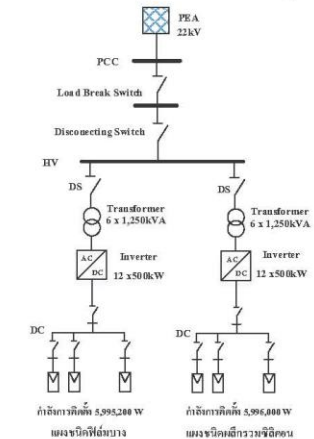 PEA
22kV
PCC
Load Break Switch
Disconecting Switch
HV
DS
Transformer
6 x 1,250kVA
AC
DC
Inverter
12 x500kW
DC
กำลังการติดตั้ง 5,995,200 W
แผงชนิดฟิล์มบาง
DS
Transformer
6 x 1,250kVA
AC
DC
Inverter
12 x500kW
DC
กำลังการติดตั้ง 5,996,000 W
แผงชนิดผลึกรวมซิลิคอน